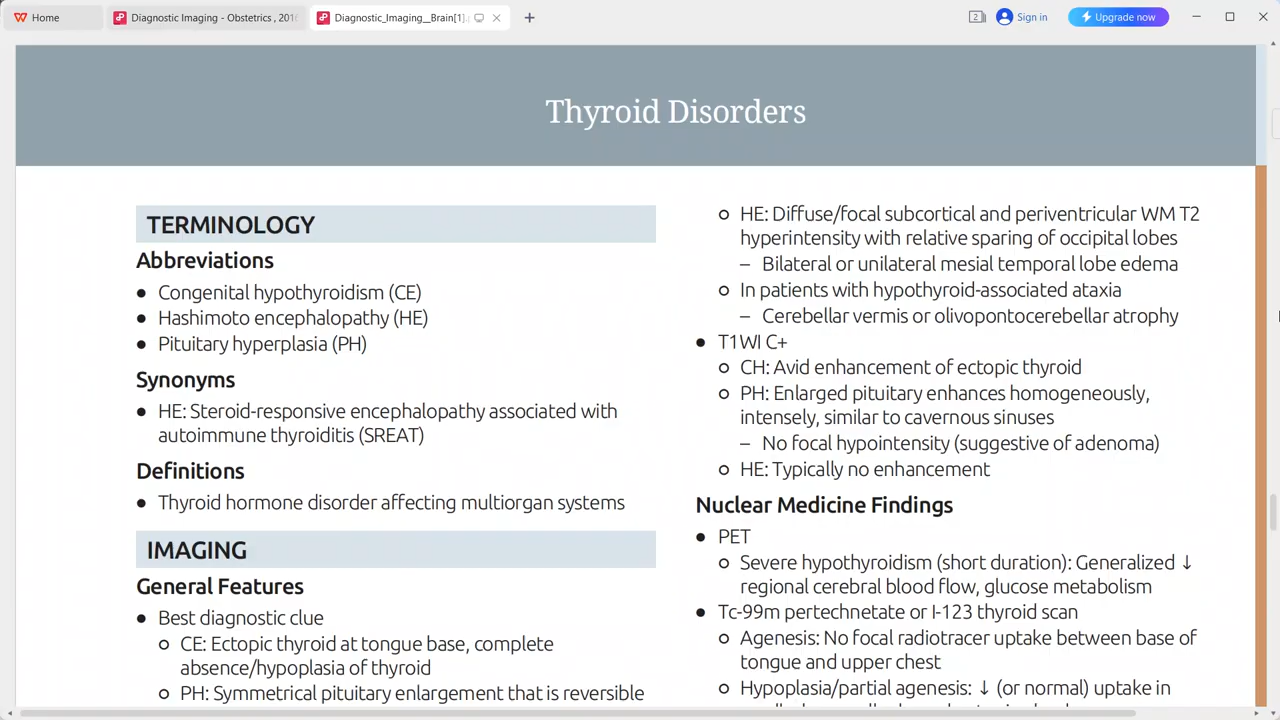 Home
Diagnostic Imaging - Obstetrics , 2016
Diagnostic_Imaging__Brain[1].
2
Sign in
Upgrade now
Thyroid Disorders
TERMINOLOGY
Abbreviations
● Congenital hypothyroidism (CE)
● Hashimoto encephalopathy (HE)
● Pituitary hyperplasia (PH)
Synonyms
● HE: Steroid-responsive encephalopathy associated with
autoimmune thyroiditis (SREAT)
Definitions
● Thyroid hormone disorder affecting multiorgan systems
IMAGING
General Features
● Best diagnostic clue
○ CE: Ectopic thyroid at tongue base, complete
absence/hypoplasia of thyroid
○ PH: Symmetrical pituitary enlargement that is reversible
○ HE: Diffuse/focal subcortical and periventricular WM T2
hyperintensity with relative sparing of occipital lobes
– Bilateral or unilateral mesial temporal lobe edema
○ In patients with hypothyroid-associated ataxia
– Cerebellar vermis or olivopontocerebellar atrophy
● T1WI C+
○ CH: Avid enhancement of ectopic thyroid
○ PH: Enlarged pituitary enhances homogeneously,
intensely, similar to cavernous sinuses
– No focal hypointensity (suggestive of adenoma)
○ HE: Typically no enhancement
Nuclear Medicine Findings
● PET
○ Severe hypothyroidism (short duration): Generalized ↓
regional cerebral blood flow, glucose metabolism
● Tc-99m pertechnetate or I-123 thyroid scan
○ Agenesis: No focal radiotracer uptake between base of
tongue and upper chest
○ Hypoplasia/partial agenesis: ↓ (or normal) uptake in